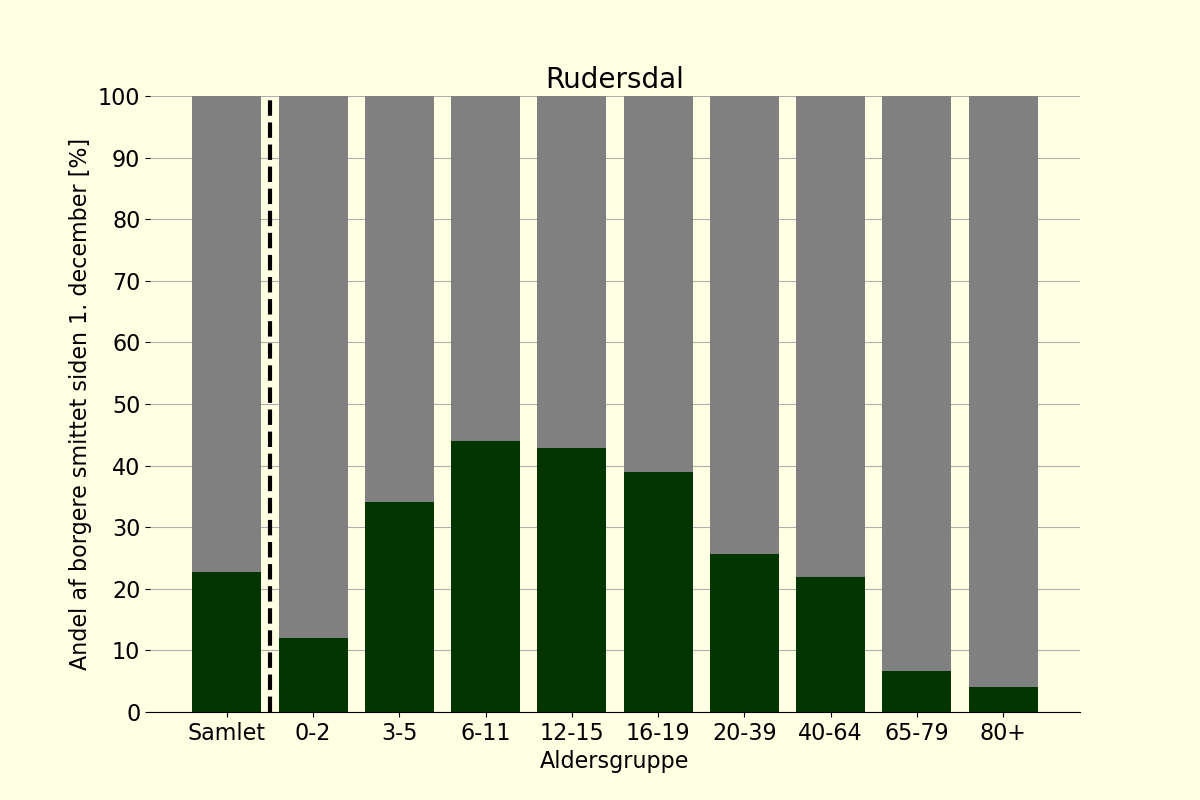 Rudersdal
Andel af borgere smittet siden 1. december [%]
100
90
80
70
60
50
40
30
20
10
0
Samlet 0-2 3-5 6-11 12-15 16-19 20-39 40-64 65-79 80+
Aldersgruppe